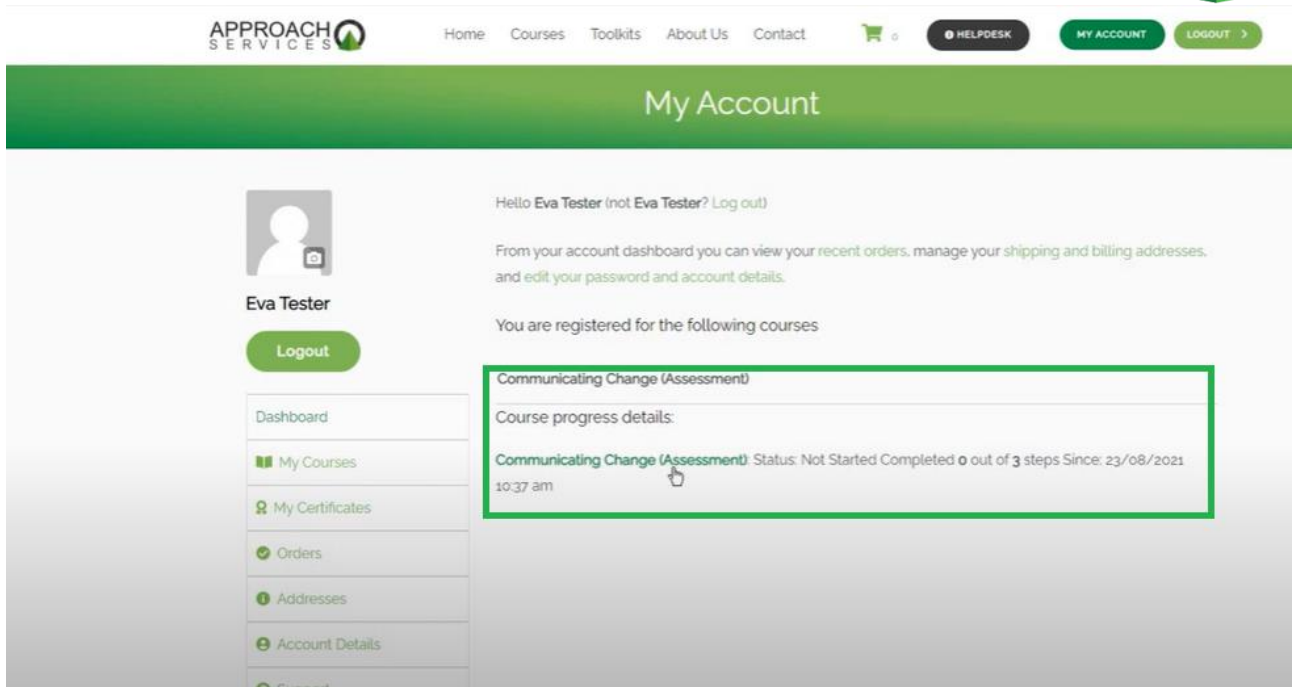 APPROACH
SERVICES
Home Courses Toolkits About Us Contact 0 HELPDESK MY ACCOUNT LOGOUT >
My Account
Hello Eva Tester (not Eva Tester? Log out)
From your account dashboard you can view your recent orders, manage your shipping and billing addresses,
and edit your password and account details.
Eva Tester
Logout
You are registered for the following courses
Communicating Change (Assessment)
Course progress details:
Communicating Change (Assessment): Status: Not Started Completed 0 out of 3 steps Since: 23/08/2021
10:37 am
Dashboard
My Courses
My Certificates
Orders
Addresses
Account Details